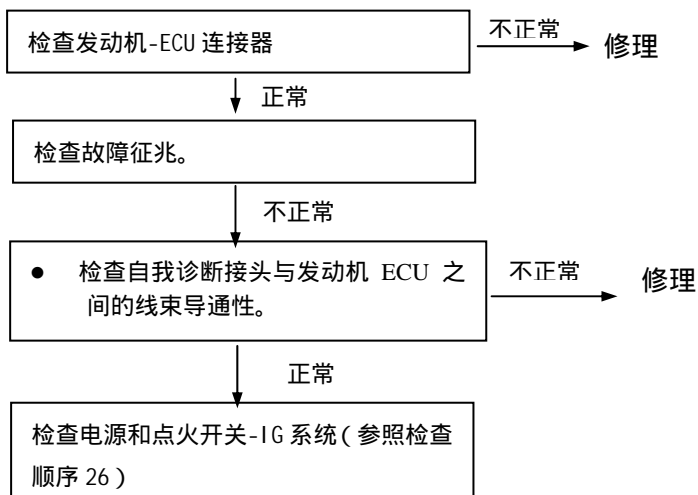 检查发动机-ECU 连接器
不正常
修理
正常
检查故障征兆。
不正常
● 检查自我诊断接头与发动机 ECU 之
间的线束导通性。
不正常
修理
正常
检查电源和点火开关-IG 系统（参照检查
顺序 26）